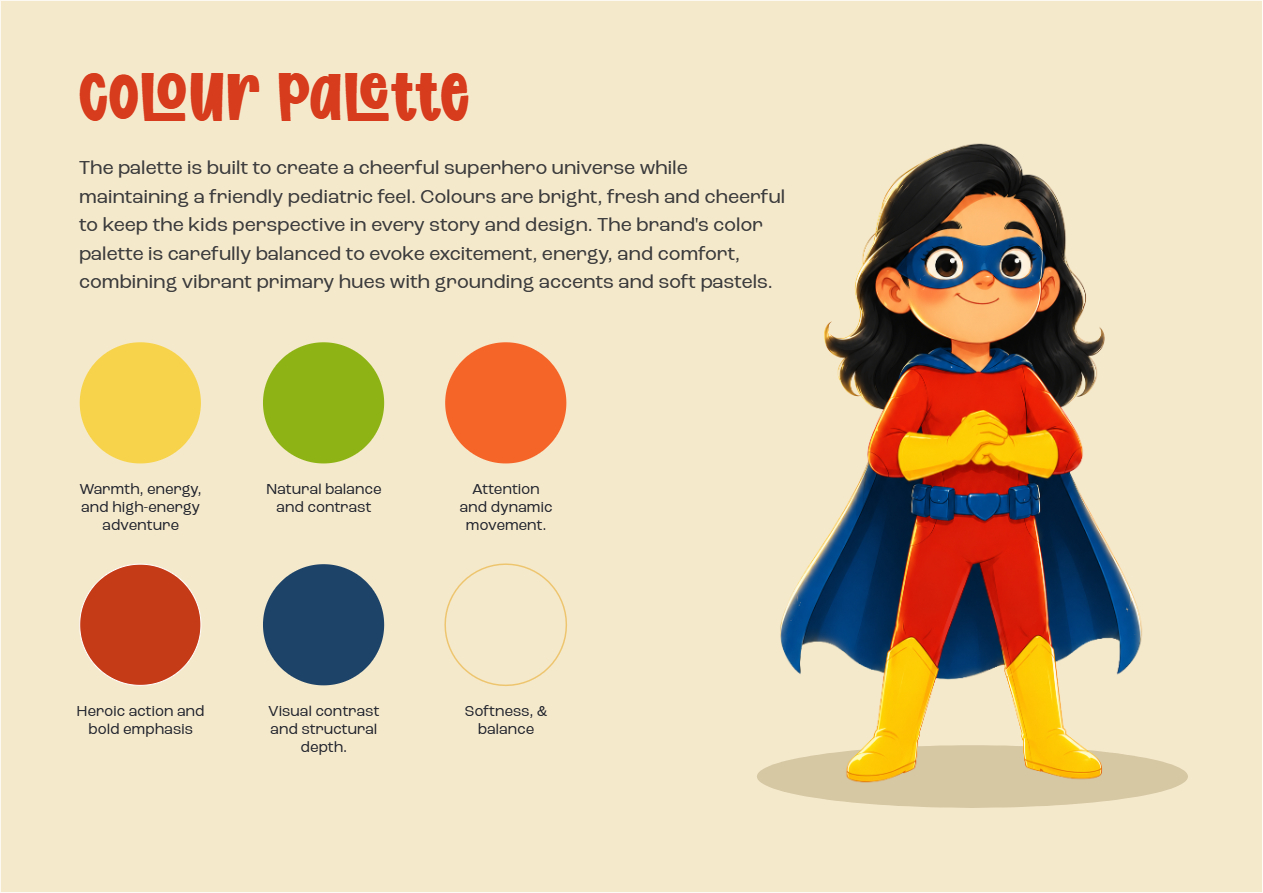 Colour Palette
The palette is built to create a cheerful superhero universe while
maintaining a friendly pediatric feel. Colours are bright, fresh and cheerful
to keep the kids perspective in every story and design. The brand's color
palette is carefully balanced to evoke excitement, energy, and comfort,
combining vibrant primary hues with grounding accents and soft pastels.
Warmth, energy,
and high-energy
adventure
Natural balance
and contrast
Attention
and dynamic
movement.
Heroic action and
bold emphasis
Visual contrast
and structural
depth.
Softness, &
balance